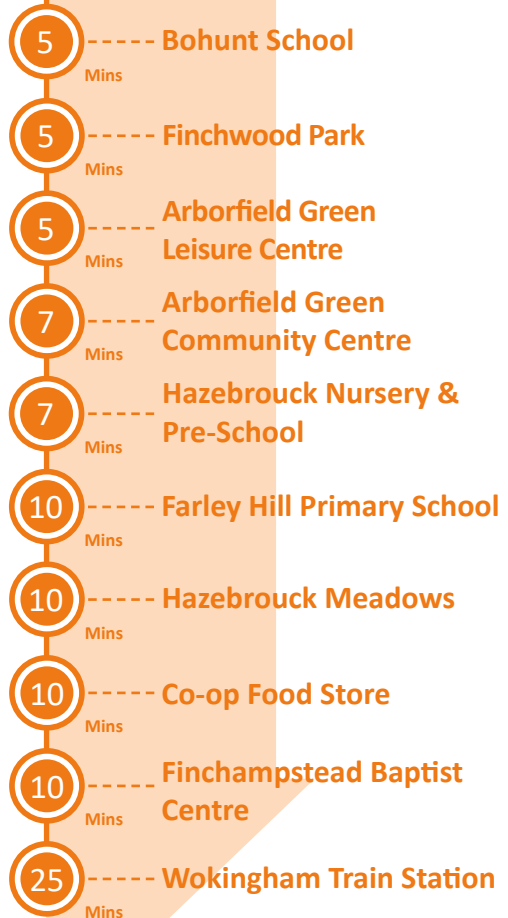 5 Bohunt School
Mins
5 Finchwood Park
Mins
Arborfield Green
5 Leisure Centre
Mins
Arborfield Green
7 Community Centre
Mins
Hazebrouck Nursery &
7 Pre-School
Mins
10 Farley Hill Primary School
Mins
10 Hazebrouck Meadows
Mins
10 Co-op Food Store
Mins
Finchampstead Baptist
10 Centre
Mins
25 Wokingham Train Station
Mins